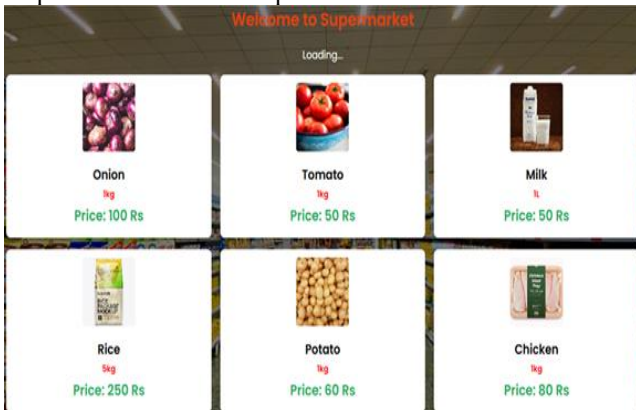 Welcome to Supermarket
Loading...
Onion
1kg
Price: 100 Rs
Tomato
1kg
Price: 50 Rs
Milk
1L
Price: 50 Rs
Rice
5kg
Price: 250 Rs
Potato
1kg
Price: 60 Rs
Chicken
1kg
Price: 80 Rs